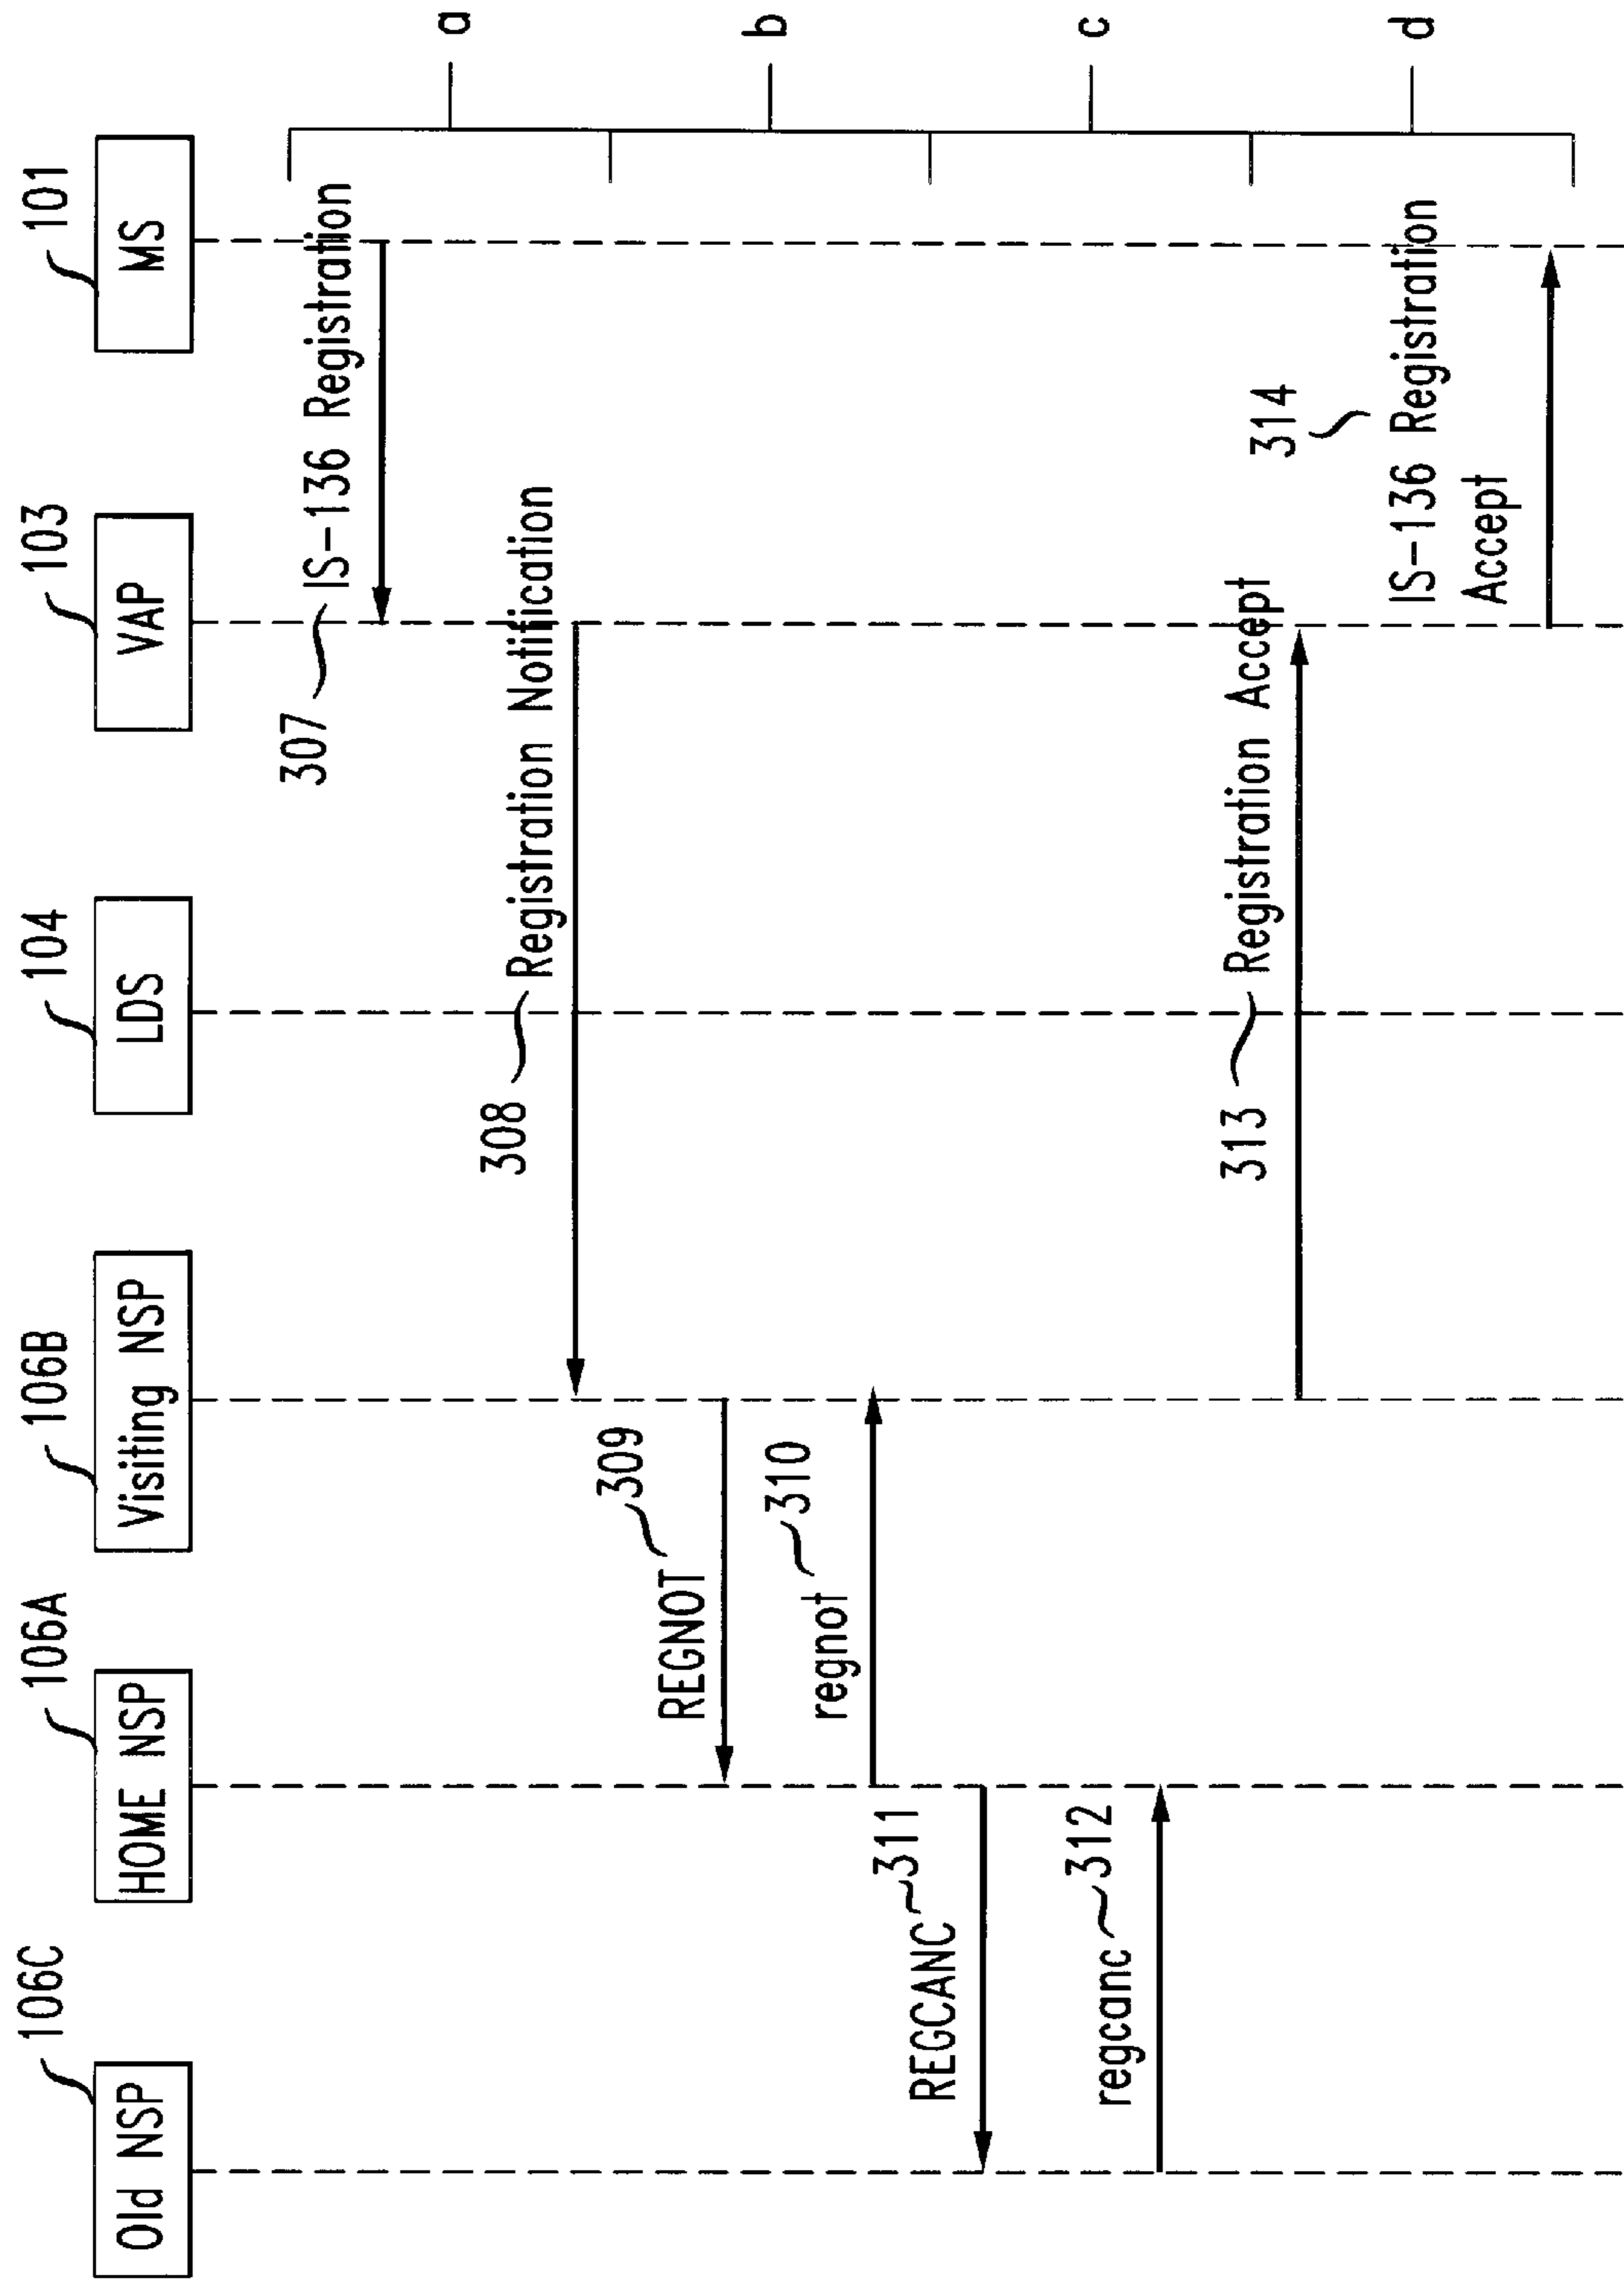 106C
106A
106B
104
103
101
Old NSP
HOME NSP
Visiting NSP
LDS
VAP
MS
307
IS-136 Registration
a
308
Registration Notification
REGNOT
309
b
regnot
310
REGCANC
311
regcanc
312
c
313
Registration Accept
314
IS-136 Registration
Accept
d